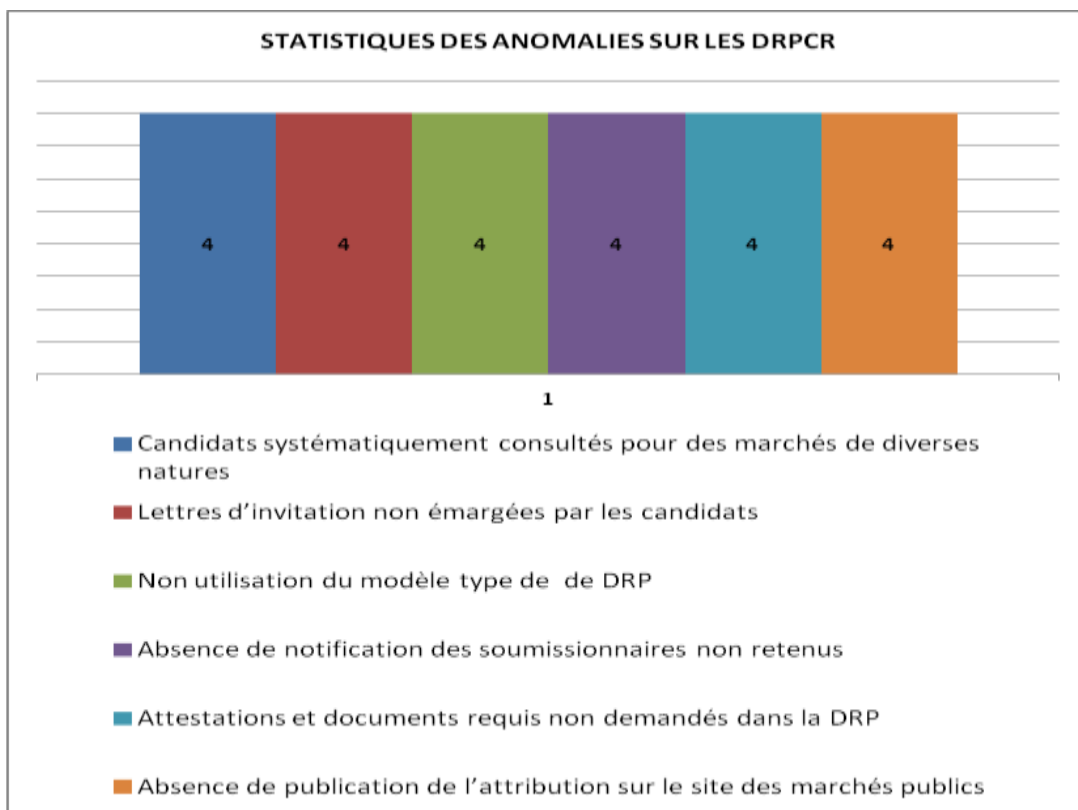 STATISTIQUES DES ANOMALIES SUR LES DRPCR
4 4 4 4 4 4
1
Candidats systématiquement consultés pour des marchés de diverses
natures
Lettres d’invitation non émargées par les candidats
Non utilisation du modèle type de de DRP
Absence de notification des soumissionnaires non retenus
Attestations et documents requis non demandés dans la DRP
Absence de publication de l’attribution sur le site des marchés publics